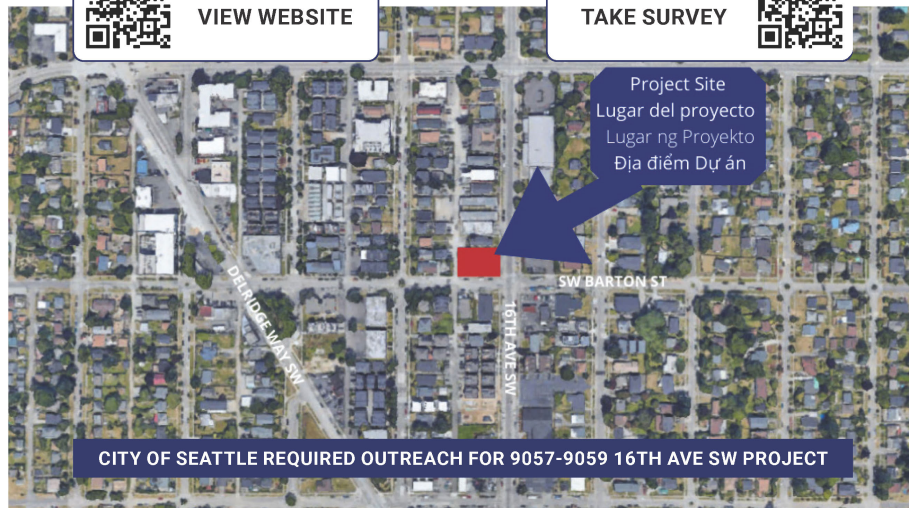 VIEW WEBSITE
TAKE SURVEY
Project Site
Lugar del proyecto
Lugar ng Proyekto
Địa điểm Dự án
SW BARTON ST
DELRIDGE WAY SW
16TH AVE SW
CITY OF SEATTLE REQUIRED OUTREACH FOR 9057-9059 16TH AVE SW PROJECT